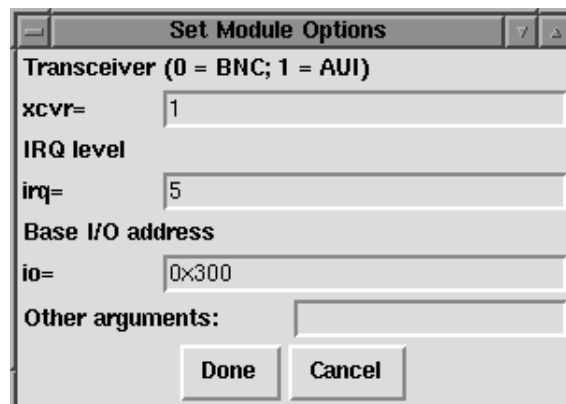 Set Module Options
Transceiver (0 = BNC; 1 = AUI)
xcvr= 1
IRQ level
irq= 5
Base I/O address
io= 0x300
Other arguments:
Done Cancel